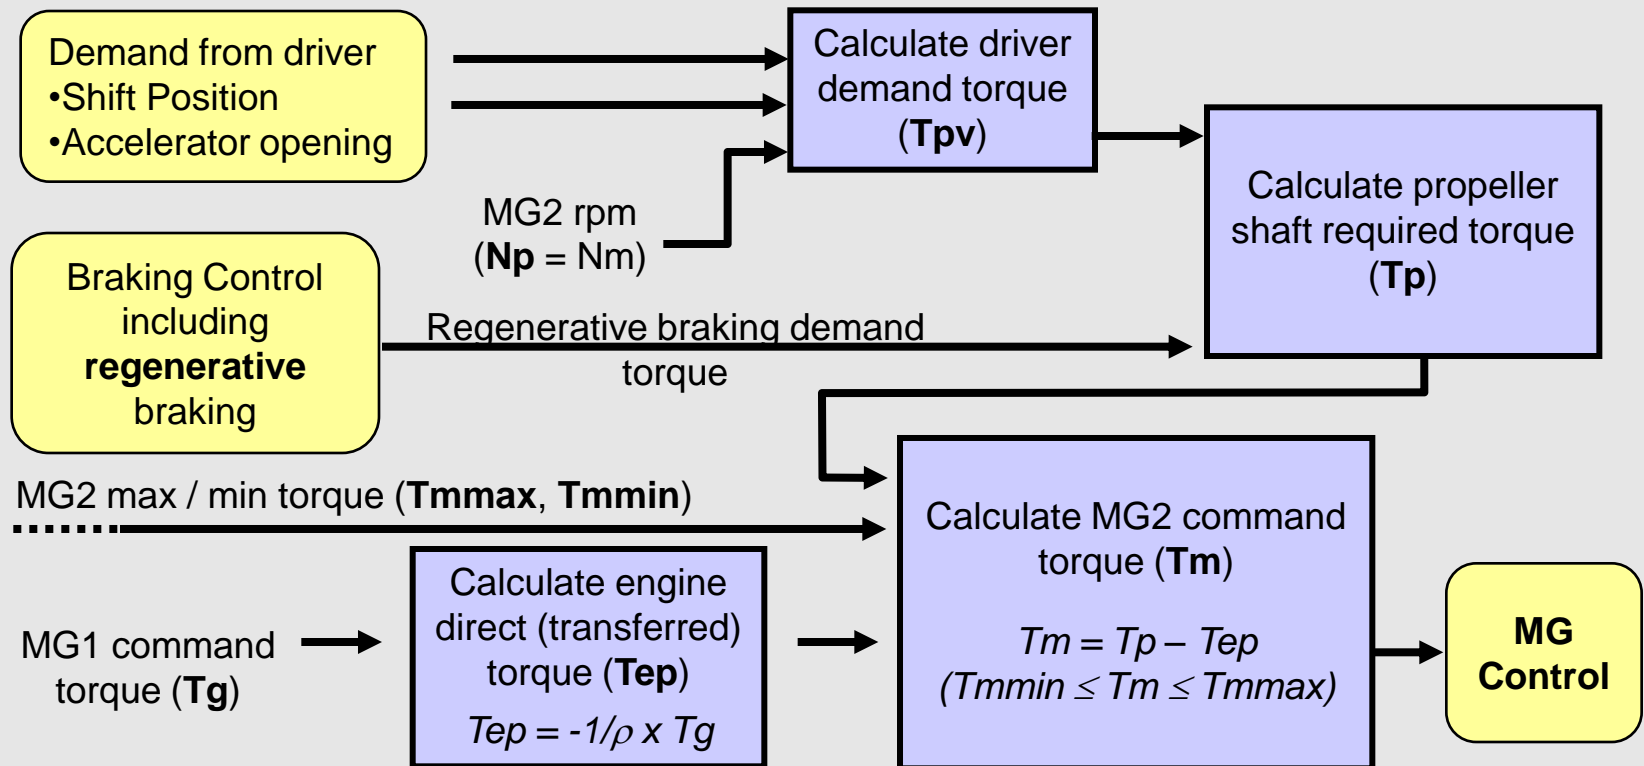 Demand from driver
•Shift Position
•Accelerator opening
Calculate driver
demand torque
(Tpv)
MG2 rpm
(Np = Nm)
Calculate propeller
shaft required torque
(Tp)
Braking Control
including
regenerative
braking
Regenerative braking demand
torque
MG2 max / min torque (Tmmax, Tmmin)
MG1 command
torque (Tg)
Calculate engine
direct (transferred)
torque (Tep)
Tep = -1/ρ x Tg
Calculate MG2 command
torque (Tm)
Tm = Tp – Tep
(Tmmin ≤ Tm ≤ Tmmax)
MG
Control